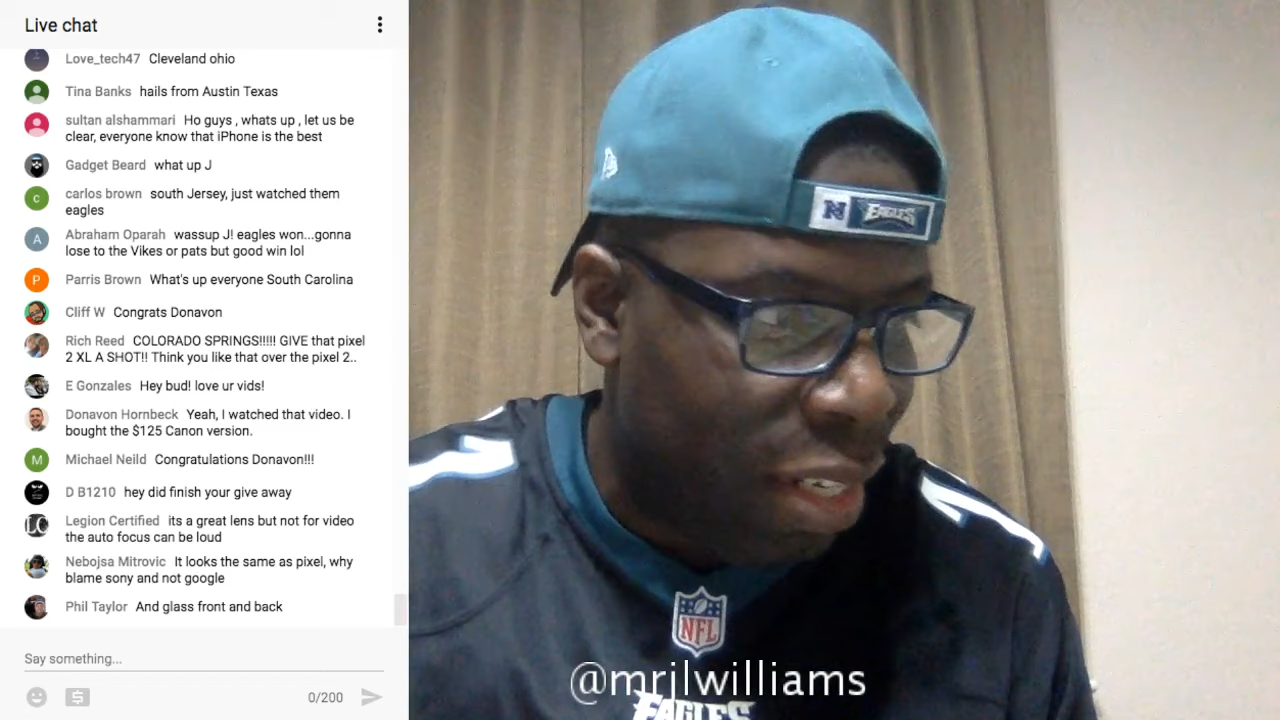 Live chat
Love_tech47 Cleveland ohio
Tina Banks hails from Austin Texas
sultan alshammari Ho guys , whats up , let us be
clear, everyone know that iPhone is the best
Gadget Beard what up J
c
carlos brown south Jersey, just watched them
eagles
A
Abraham Oparah wassup J! eagles won...gonna
lose to the Vikes or pats but good win lol
P
Parris Brown What's up everyone South Carolina
Cliff W Congrats Donavon
Rich Reed COLORADO SPRINGS!!!!! GIVE that pixel
2 XL A SHOT!! Think you like that over the pixel 2..
E Gonzales Hey bud! love ur vids!
Donavon Hornbeck Yeah, I watched that video. I
bought the $125 Canon version.
M
Michael Neild Congratulations Donavon!!!
D B1210 hey did finish your give away
LC
Legion Certified its a great lens but not for video
the auto focus can be loud
Nebojsa Mitrovic It looks the same as pixel, why
blame sony and not google
Phil Taylor And glass front and back
Say something...
0/200
N EAGLES
NFL
@mrjlwilliams
EAGLES